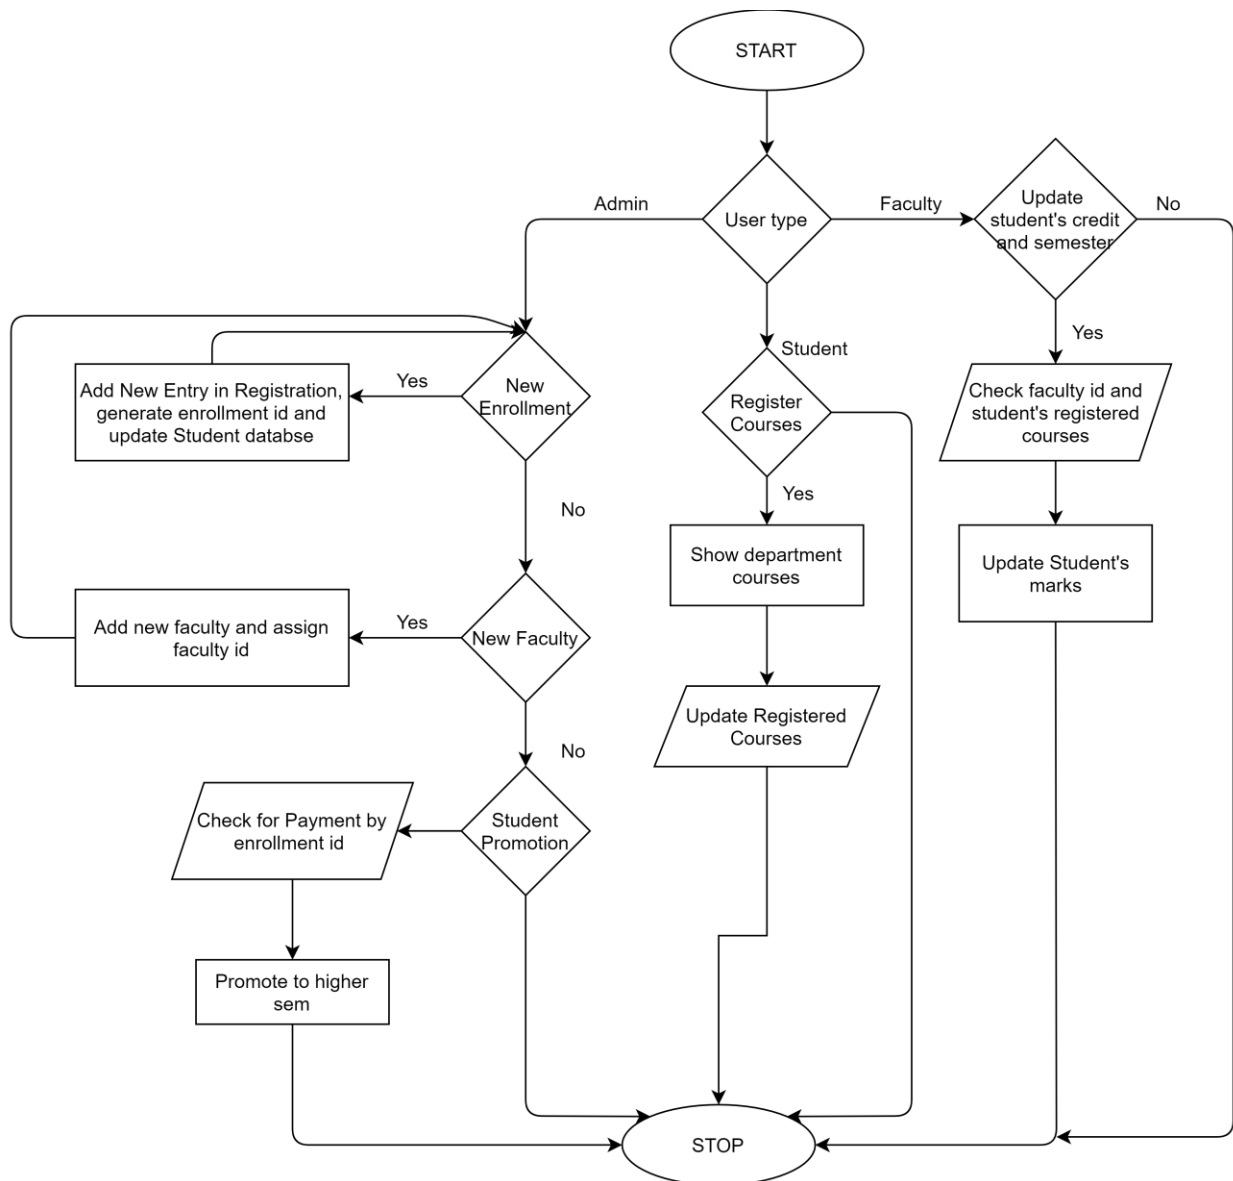 START
Admin
User type
Faculty
Update
student's credit
and semester
No
Student
Yes
New
Enrollment
Yes
Add New Entry in Registration,
generate enrollment id and
update Student databse
Register
Courses
Check faculty id and
student's registered
courses
No
Yes
Show department
courses
Update Student's
marks
Add new faculty and assign
faculty id
Yes
New Faculty
Update Registered
Courses
No
Check for Payment by
enrollment id
Student
Promotion
Promote to higher
sem
STOP